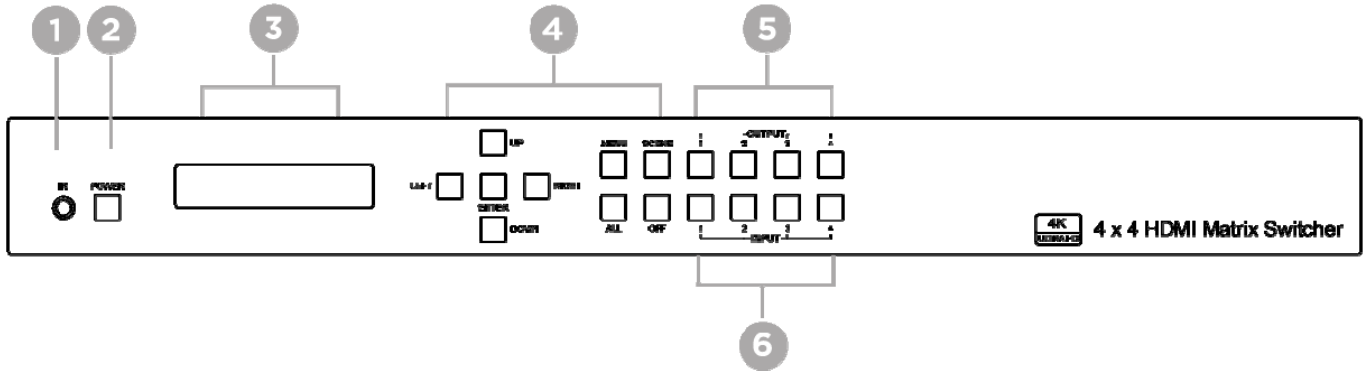 1 2 3 4 5
IR POWER
UP
LEFT
RIGHT
ENTER
DOWN
MENU
OUTPUT
1 2 3 4
ALL OFF
1 2 3 4
INPUT
4K
4 x 4 HDMI Matrix Switcher
6